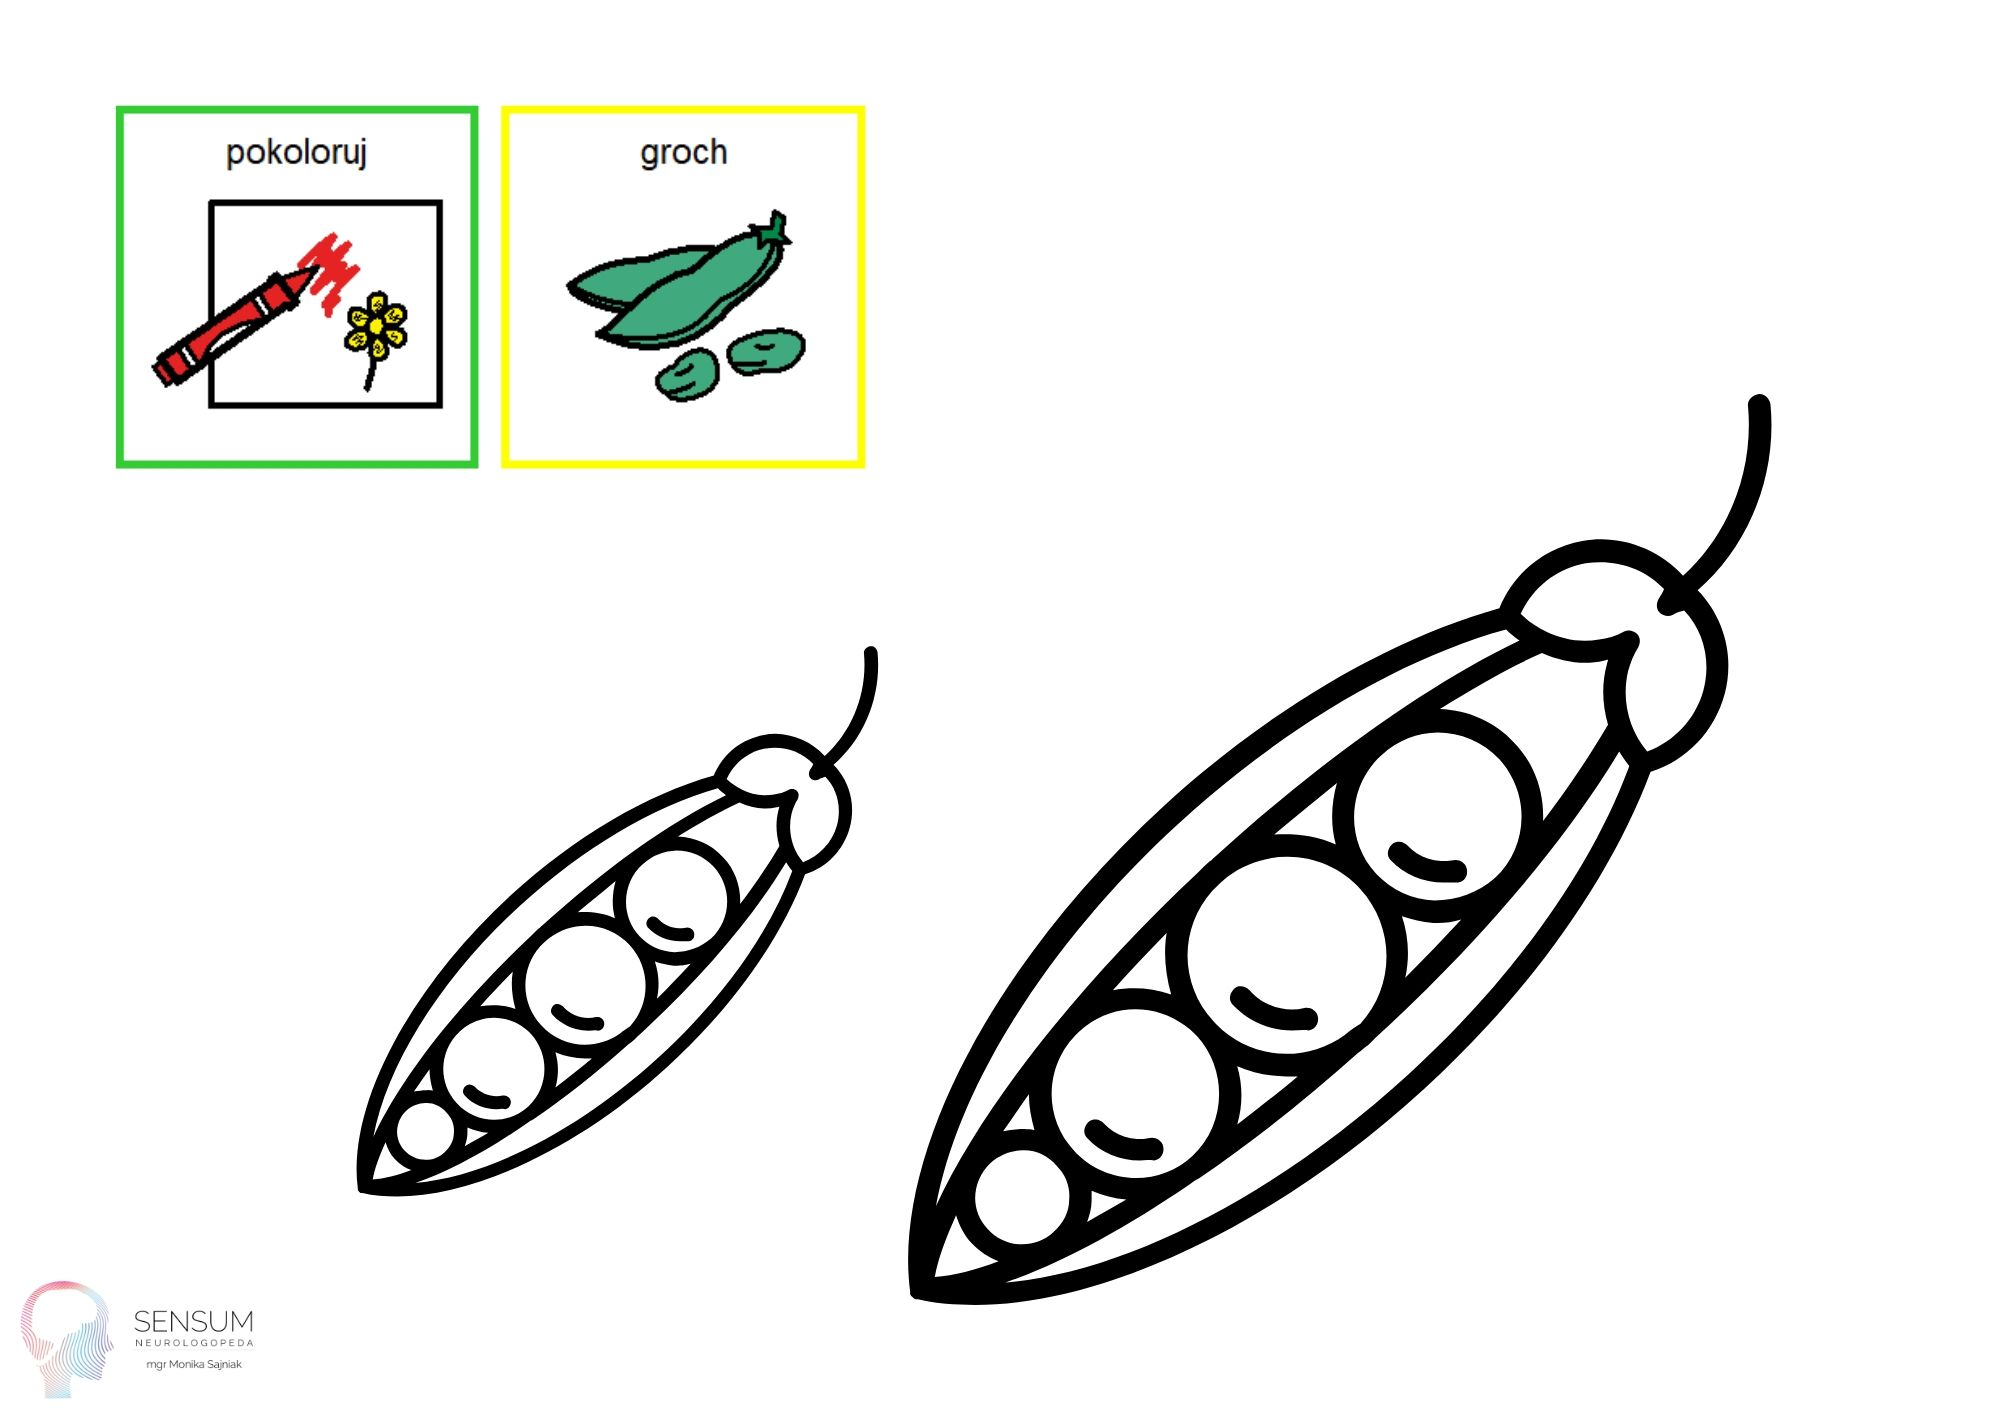 pokoloruj
groch
SENSUM
NEUROLOGOPEDA
mgr Monika Sajniak